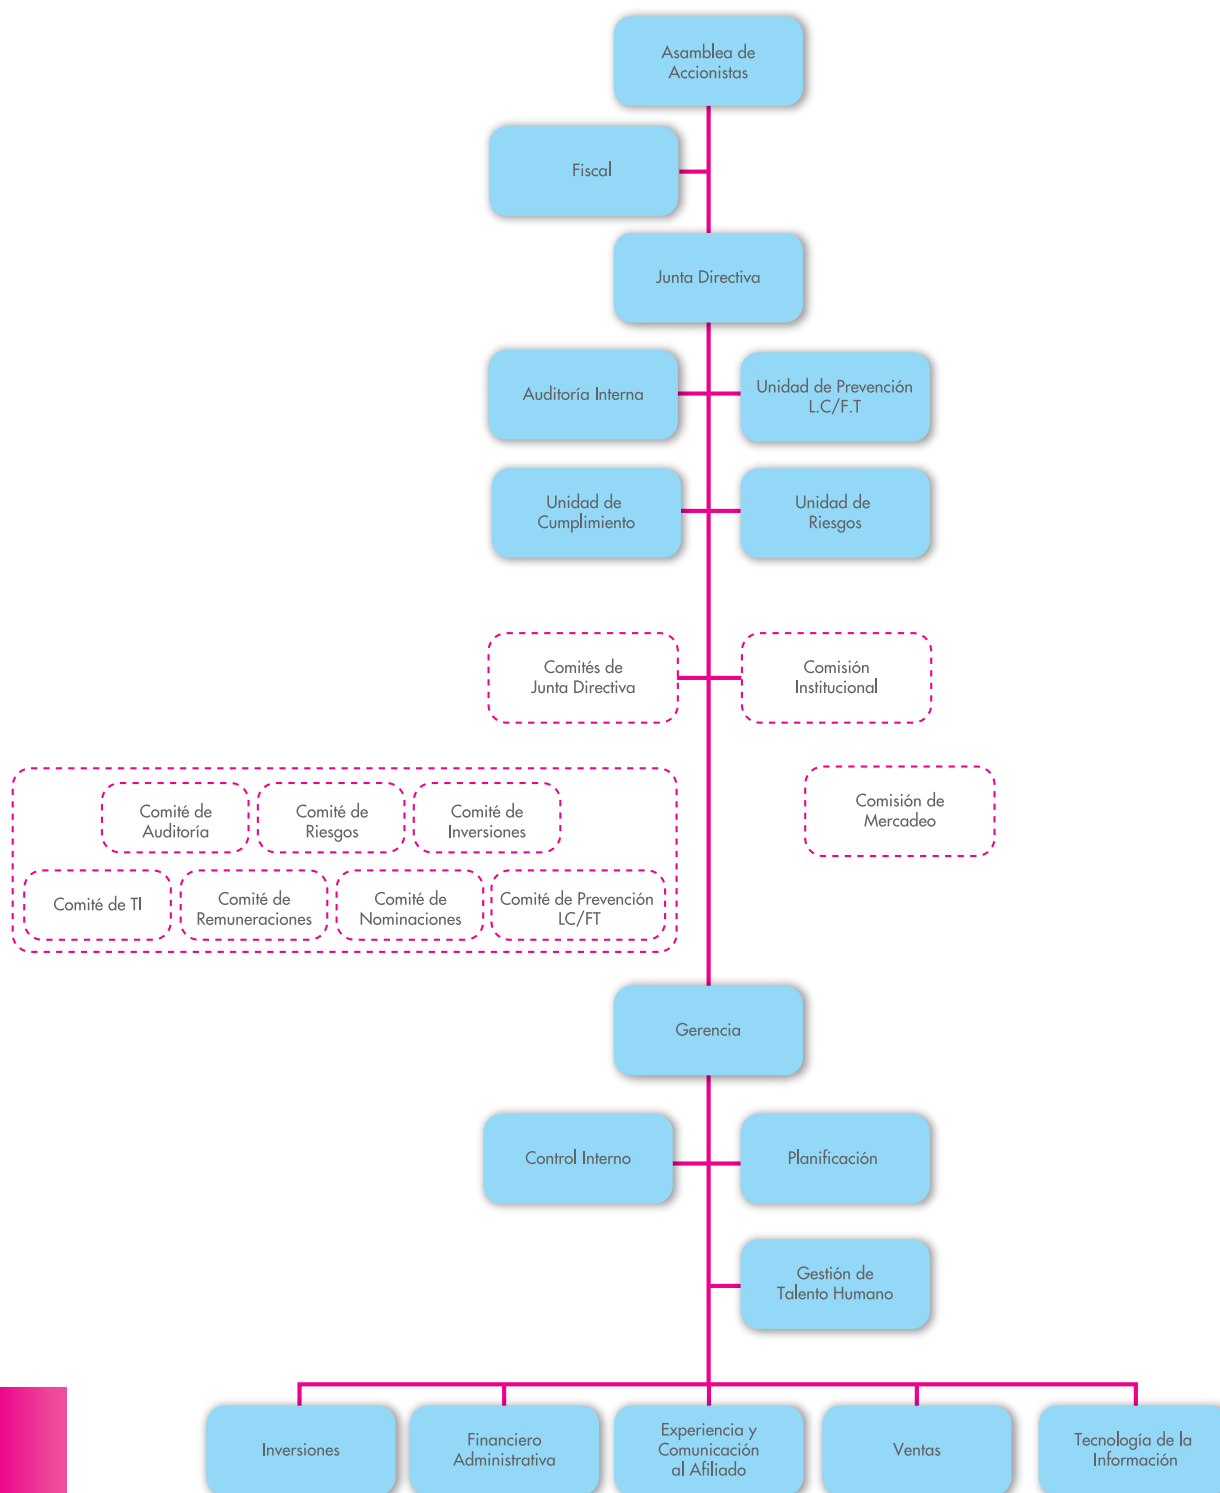 Asamblea de
Accionistas
Fiscal
Junta Directiva
Auditoría Interna
Unidad de Prevención
L.C/F.T
Unidad de
Cumplimiento
Unidad de
Riesgos
Comités de
Junta Directiva
Comisión
Institucional
Comité de
Auditoría
Comité de
Riesgos
Comité de
Inversiones
Comisión de
Mercadeo
Comité de TI
Comité de
Remuneraciones
Comité de
Nominaciones
Comité de Prevención
LC/FT
Gerencia
Control Interno
Planificación
Gestión de
Talento Humano
Inversiones
Financiero
Administrativa
Experiencia y
Comunicación
al Afiliado
Ventas
Tecnología de la
Información